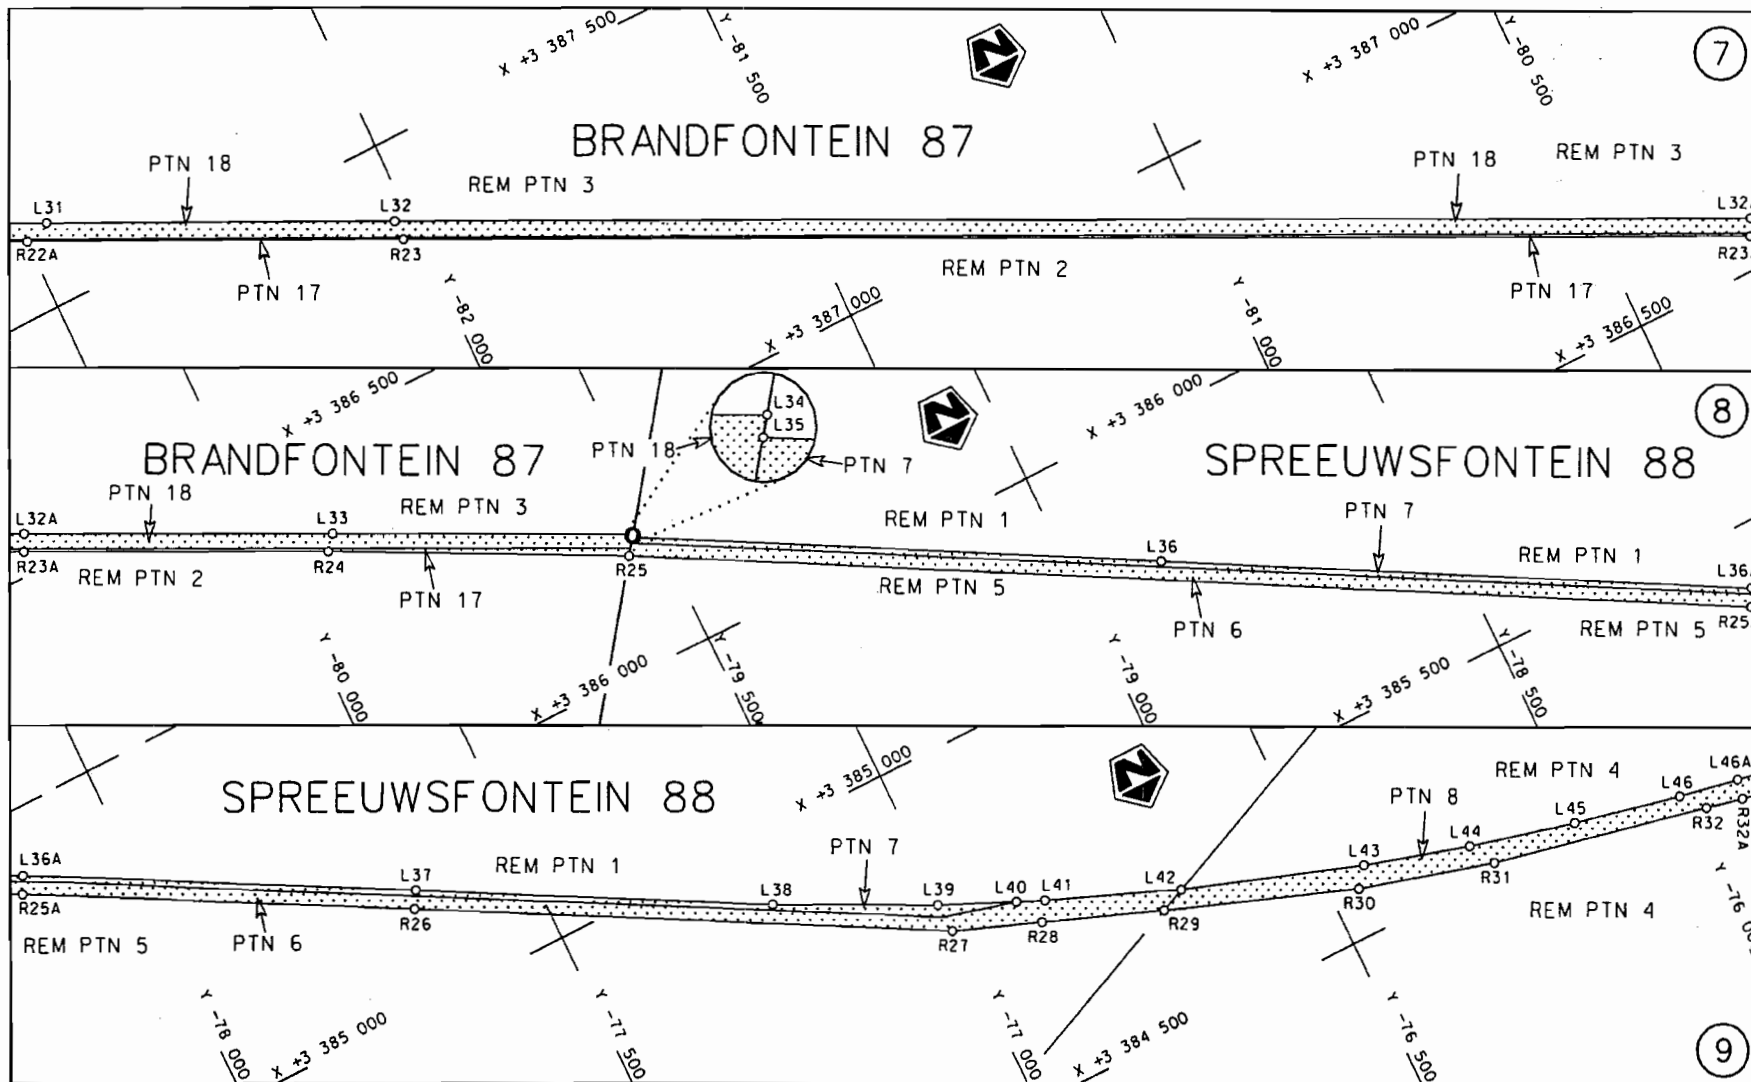 X +3 387 500
Y -81 500
X +3 387 000
Y -80 500
7
N
BRANDFONTEIN 87
PTN 18
REM PTN 3
PTN 18
REM PTN 3
L31
L32
R22A
R23
REM PTN 2
PTN 17
PTN 17
Y -82 000
X +3 387 000
Y -81 000
X +3 386 500
X +3 386 500
L34
L35
N
X +3 386 000
8
BRANDFONTEIN 87
PTN 18
PTN 7
SPREEUWSFONTEIN 88
PTN 18
REM PTN 3
REM PTN 1
PTN 7
REM PTN 1
L32A
L33
L36
R23A
R24
R25
REM PTN 2
PTN 17
REM PTN 5
PTN 6
REM PTN 5
Y -80 000
X +3 386 000
Y -79 500
Y -79 000
X +3 385 500
Y -78 500
SPREEUWSFONTEIN 88
X +3 385 000
N
REM PTN 4
PTN 8
L46A
L46
L45
L44
L43
L36A
REM PTN 1
PTN 7
L37
L38
L39
L40
L41
L42
R25A
R26
R27
R28
R29
R30
R31
R32
R32A
REM PTN 5
PTN 6
REM PTN 4
Y -78 000
X +3 385 000
Y -77 500
Y -77 000
X +3 384 500
Y -76 500
9